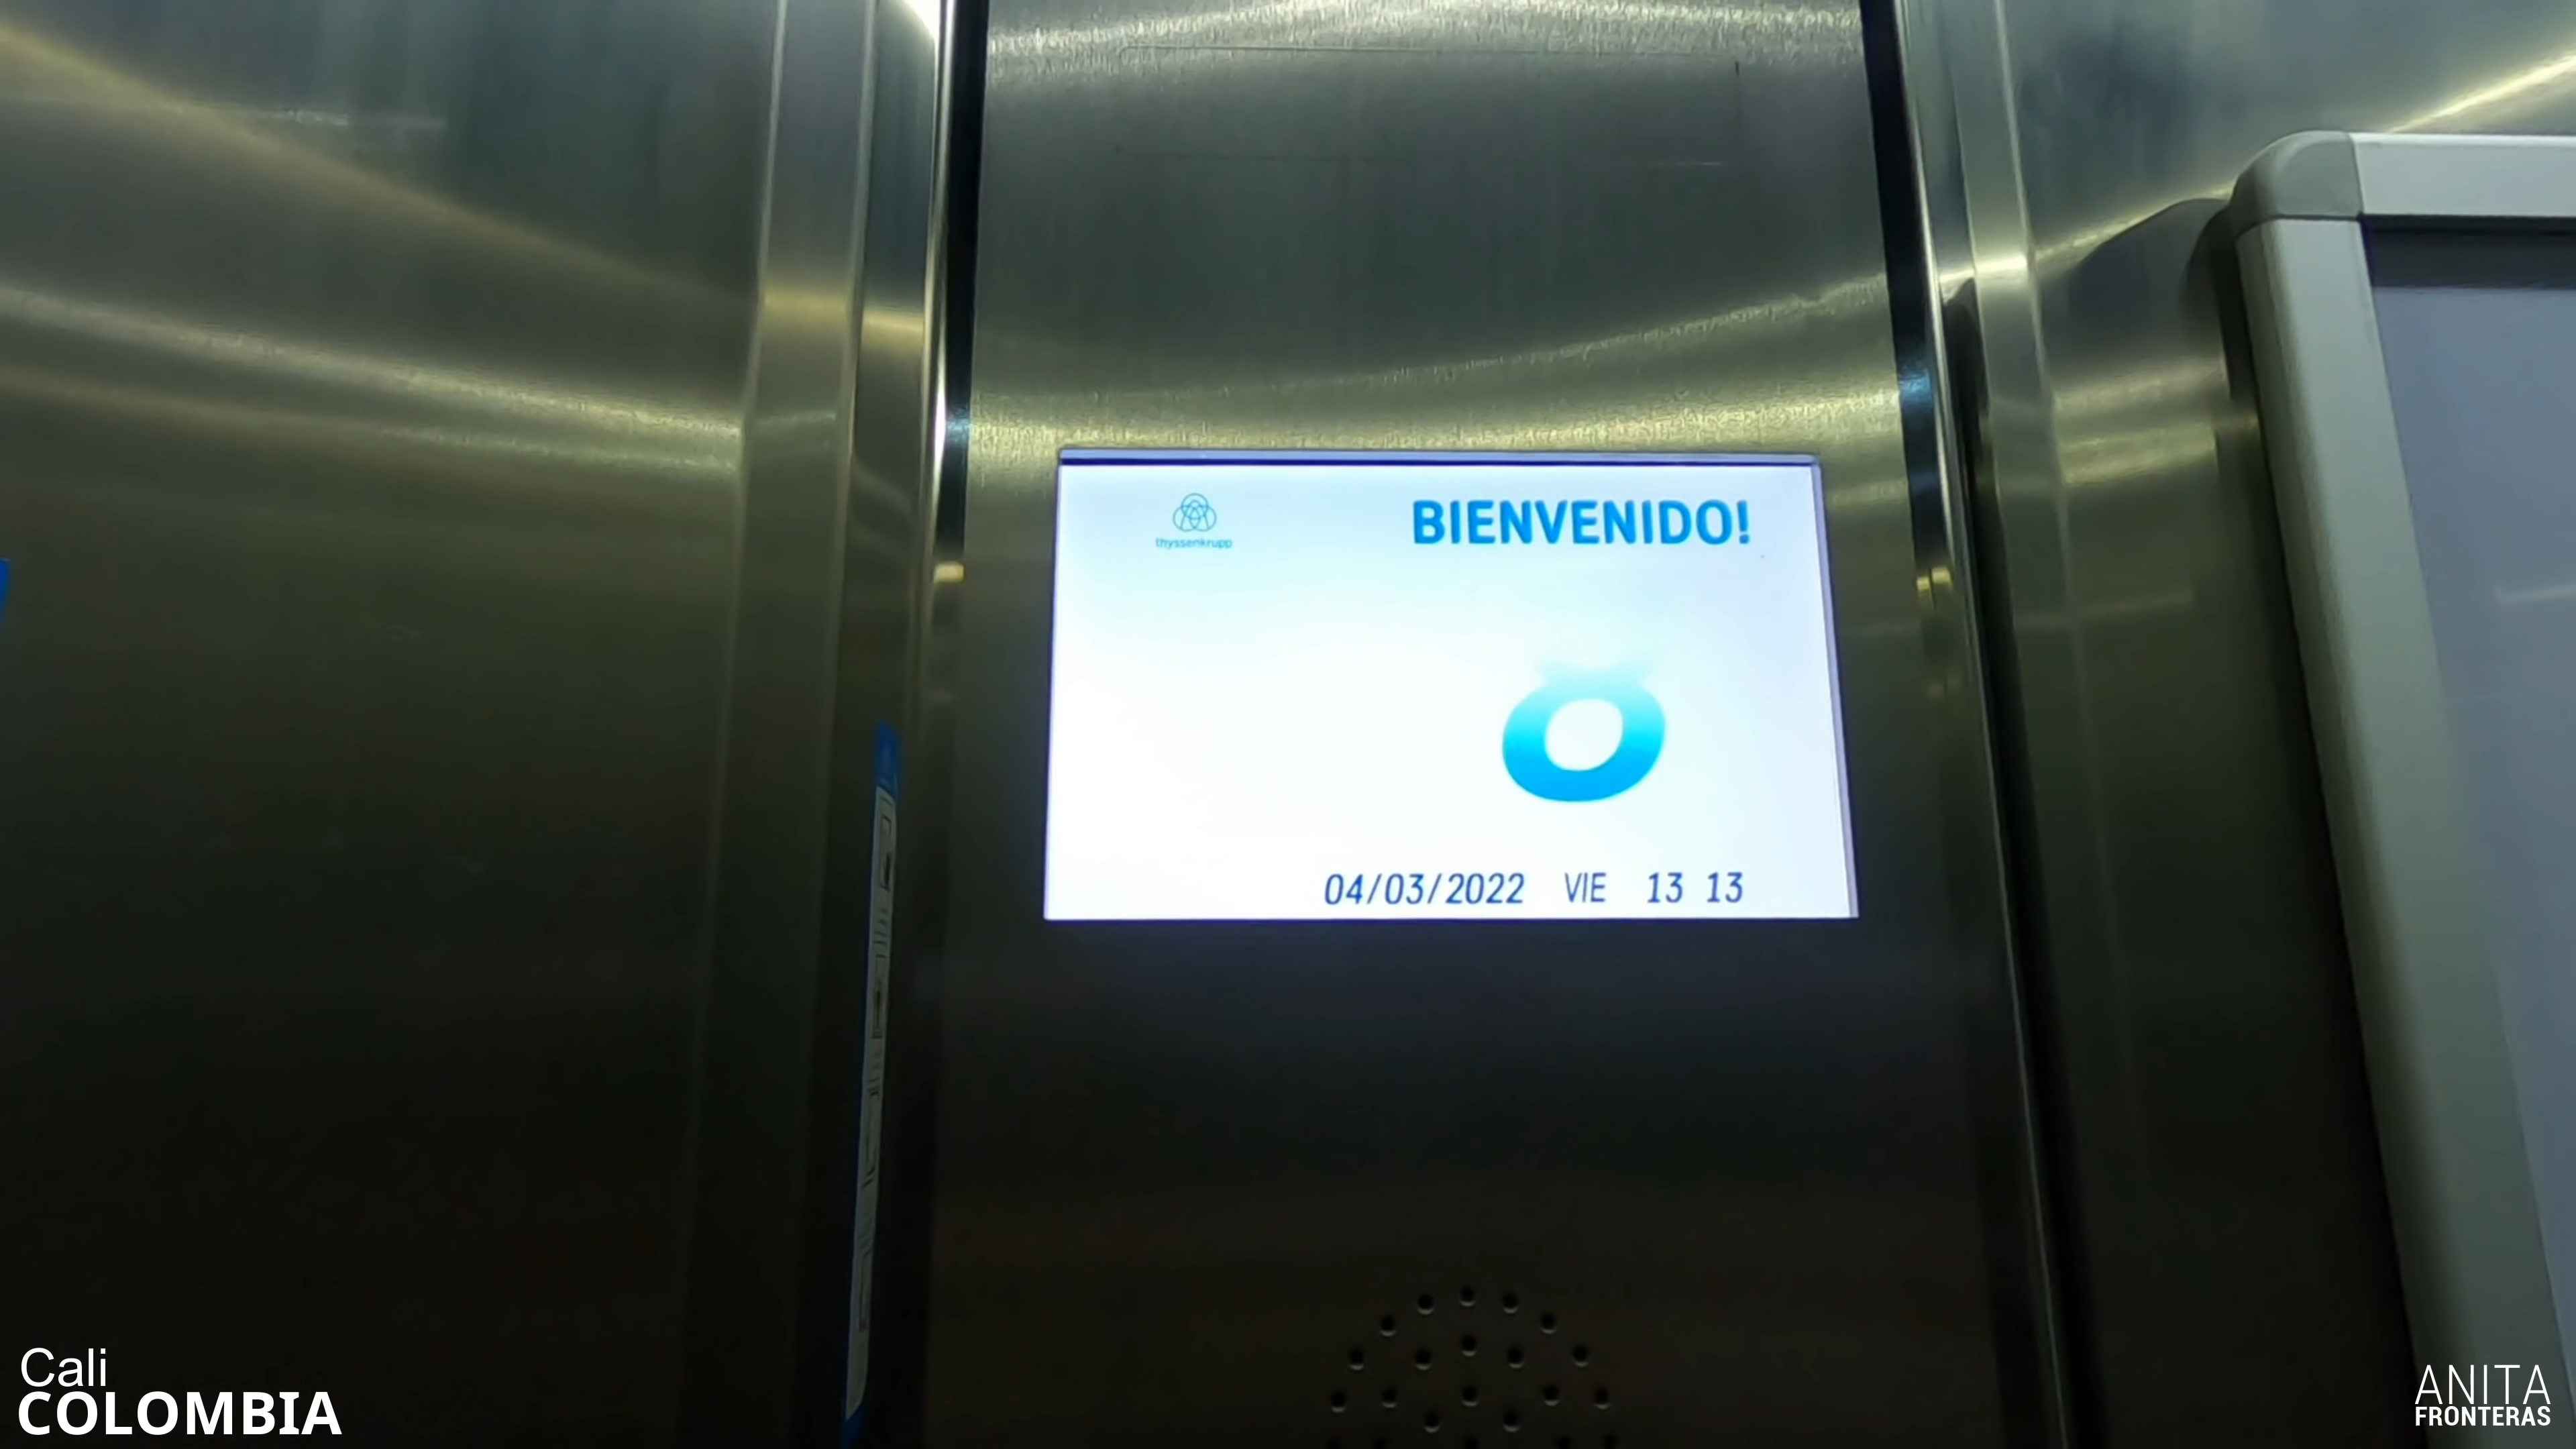 thyssenkrupp
BIENVENIDO!
04/03/2022 VIE 13 13
Cali
COLOMBIA
ANITA
FRONTERAS